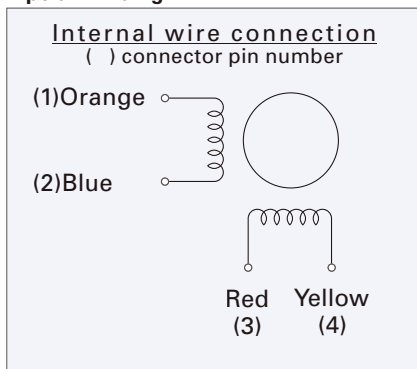 Internal wire connection
( ) connector pin number
(1)Orange
(2)Blue
Red Yellow
(3) (4)